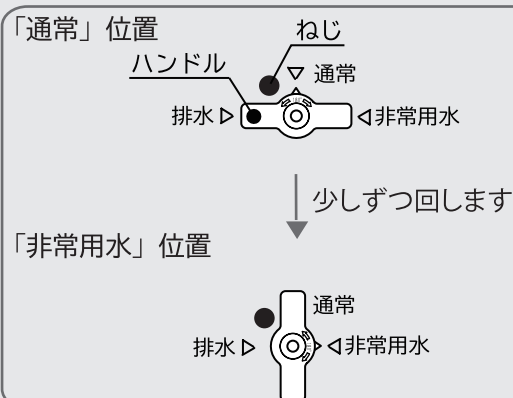 「通常」位置
ねじ
ハンドル
▽ 通常
排水 ▷
◁ 非常用水
少しずつ回します
「非常用水」位置
通常
排水 ▷
◁ 非常用水